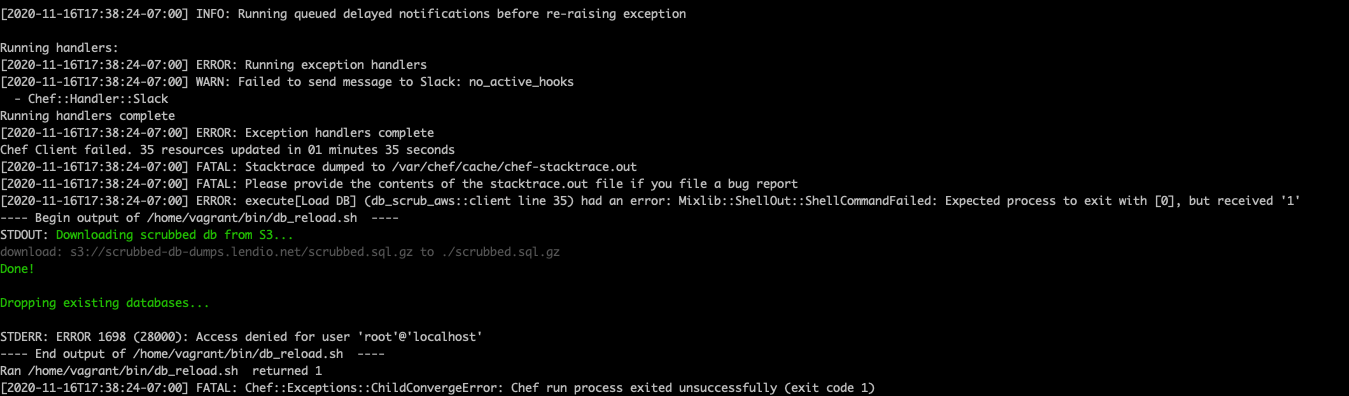 [2020-11-16T17:38:24-07:00] INFO: Running queued delayed notifications before re-raising exception
Running handlers:
[2020-11-16T17:38:24-07:00] ERROR: Running exception handlers
[2020-11-16T17:38:24-07:00] WARN: Failed to send message to Slack: no_active_hooks
  - Chef::Handler::Slack
Running handlers complete
[2020-11-16T17:38:24-07:00] ERROR: Exception handlers complete
Chef Client failed. 35 resources updated in 01 minutes 35 seconds
[2020-11-16T17:38:24-07:00] FATAL: Stacktrace dumped to /var/chef/cache/chef-stacktrace.out
[2020-11-16T17:38:24-07:00] FATAL: Please provide the contents of the stacktrace.out file if you file a bug report
[2020-11-16T17:38:24-07:00] ERROR: execute[Load DB] (db_scrub_aws::client line 35) had an error: Mixlib::ShellOut::ShellCommandFailed: Expected process to exit with [0], but received '1'
---- Begin output of /home/vagrant/bin/db_reload.sh  ----
STDOUT: Downloading scrubbed db from S3...
download: s3://scrubbed-db-dumps.lendio.net/scrubbed.sql.gz to ./scrubbed.sql.gz
Done!
Dropping existing databases...
STDERR: ERROR 1698 (28000): Access denied for user 'root'@'localhost'
---- End output of /home/vagrant/bin/db_reload.sh  ----
Ran /home/vagrant/bin/db_reload.sh  returned 1
[2020-11-16T17:38:24-07:00] FATAL: Chef::Exceptions::ChildConvergeError: Chef run process exited unsuccessfully (exit code 1)